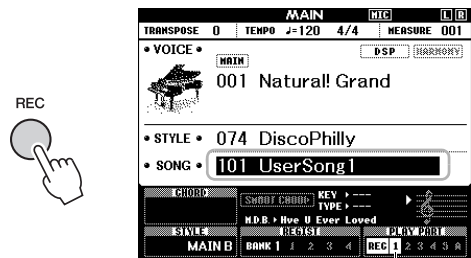 MAIN MIC L R
TRANSPOSE 0 TEMPO ♩=120 4/4 MEASURE 001
• VOICE • DSP HARMONY
MAIN
001 Natural! Grand
REC
• STYLE • 074 DiscoPhilly
• SONG • 101 UserSong1
CHORD SMART CHORD KEY ▸ ---
TYPE ▸ ---
M.D.B. ▸ Hve U Ever Loved
STYLE REGIST PLAY PART
MAIN B BANK 1 1 2 3 4 REC 1 2 3 4 5 A